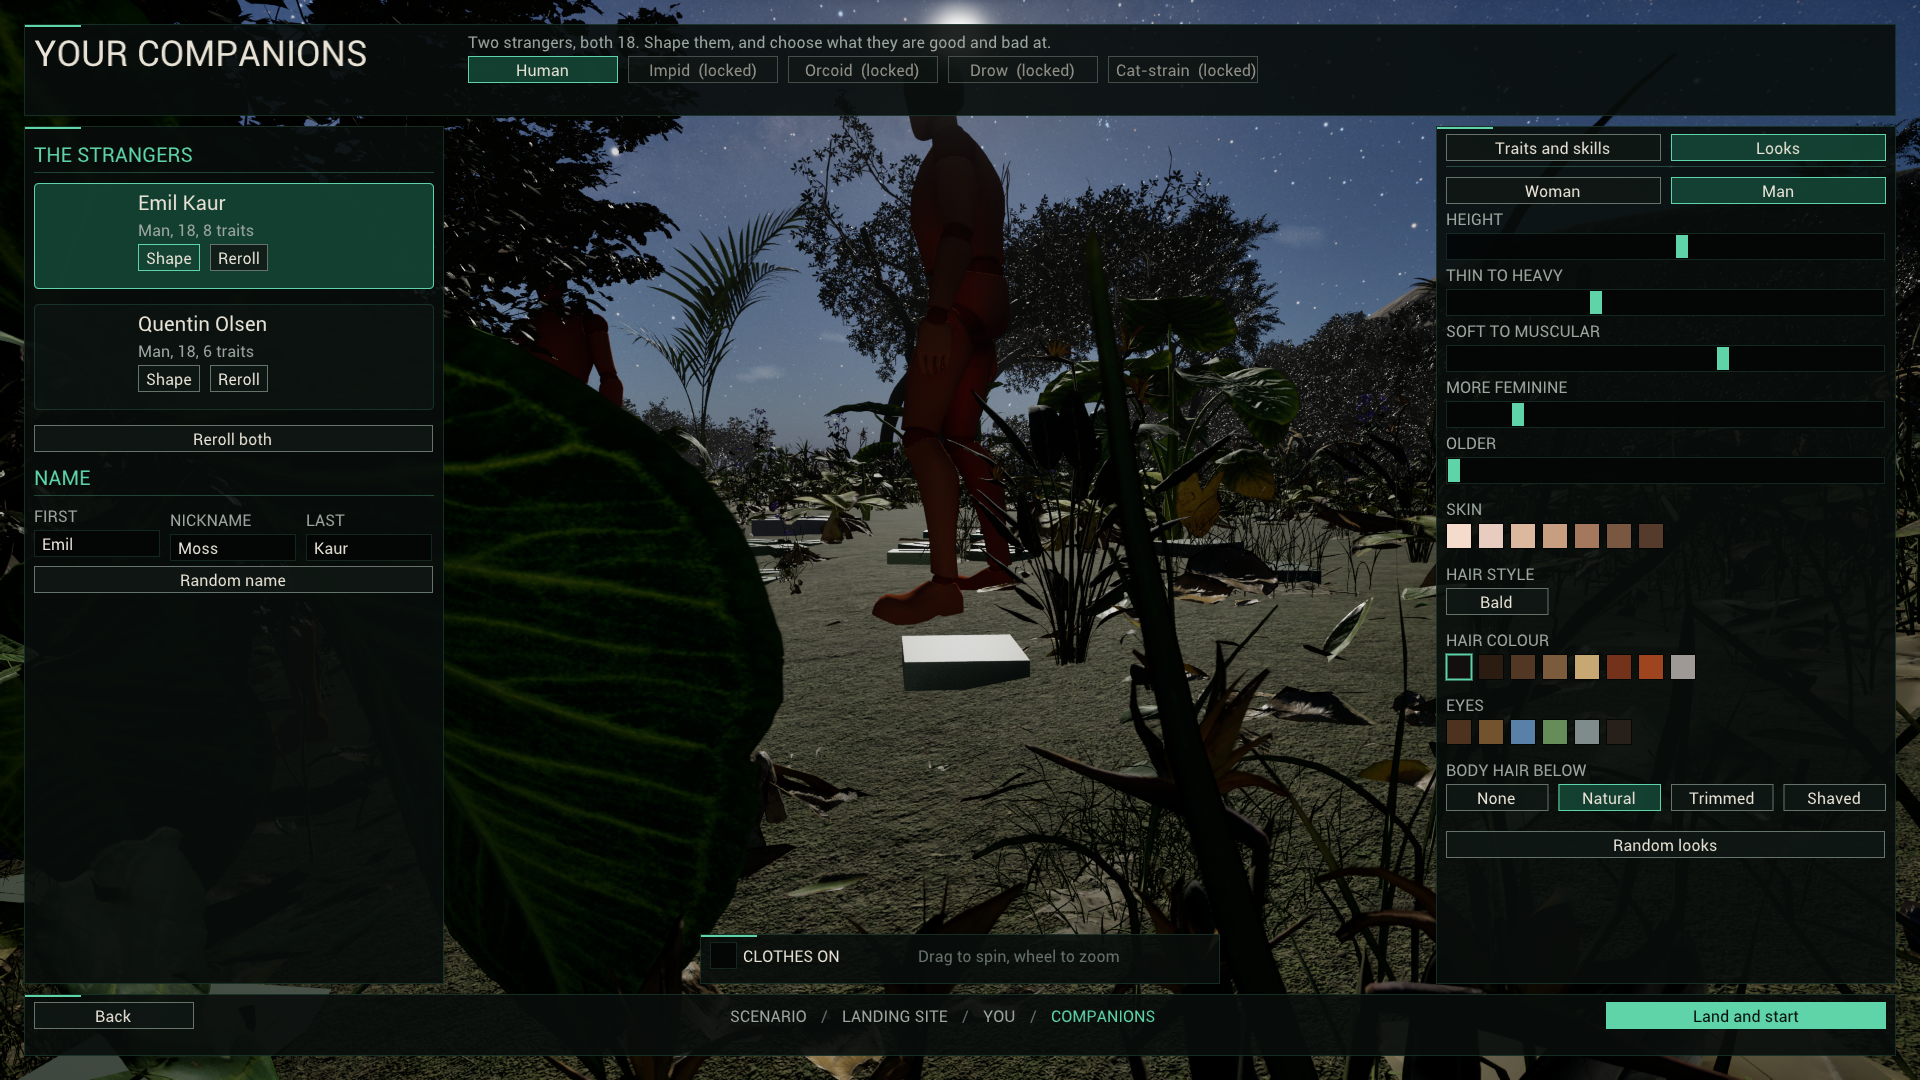 YOUR COMPANIONS
Two strangers, both 18. Shape them, and choose what they are good and bad at.
Human
Impid (locked)
Orcoid (locked)
Drow (locked)
Cat-strain (locked)
THE STRANGERS
Emil Kaur
Man, 18, 8 traits
Shape
Reroll
Quentin Olsen
Man, 18, 6 traits
Shape
Reroll
Reroll both
NAME
FIRST
NICKNAME
LAST
Emil
Moss
Kaur
Random name
Traits and skills
Looks
Woman
Man
HEIGHT
THIN TO HEAVY
SOFT TO MUSCULAR
MORE FEMININE
OLDER
SKIN
HAIR STYLE
Bald
HAIR COLOUR
EYES
BODY HAIR BELOW
None
Natural
Trimmed
Shaved
Random looks
CLOTHES ON
Drag to spin, wheel to zoom
Back
SCENARIO / LANDING SITE / YOU / COMPANIONS
Land and start